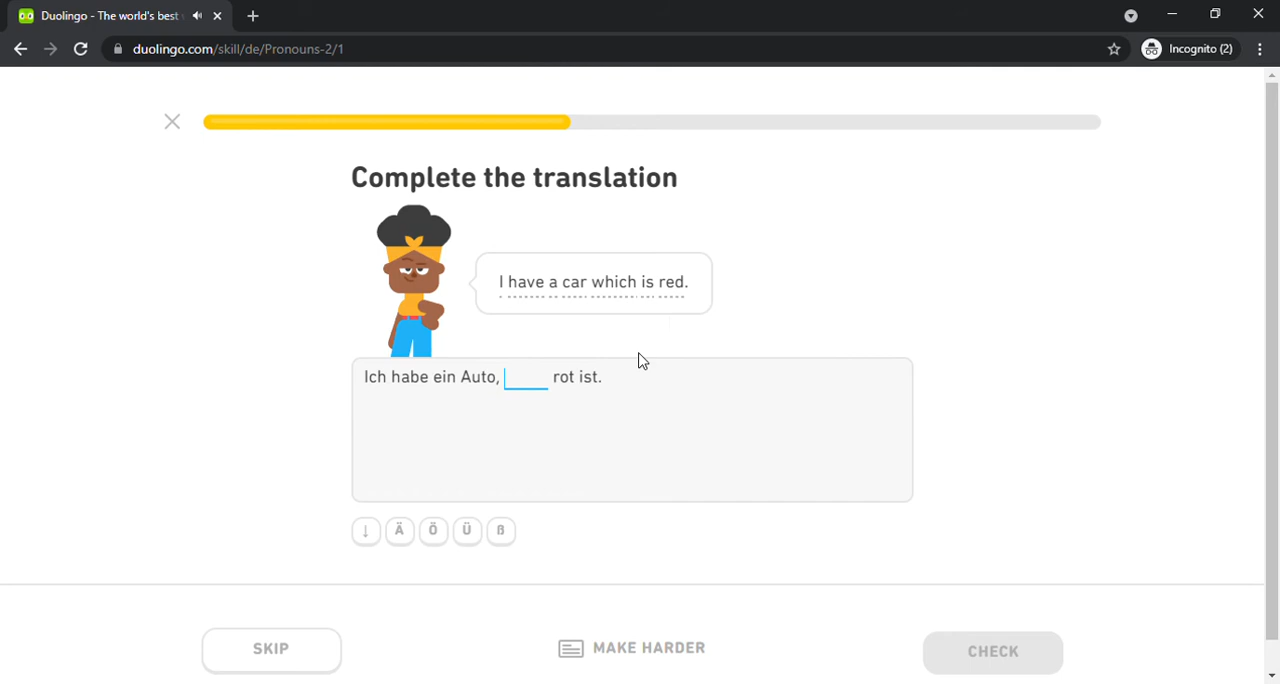 Duolingo - The world's best
duolingo.com/skill/de/Pronouns-2/1
Incognito (2)
Complete the translation
I have a car which is red.
Ich habe ein Auto, rot ist.
↓ Ä Ö Ü ß
SKIP
MAKE HARDER
CHECK